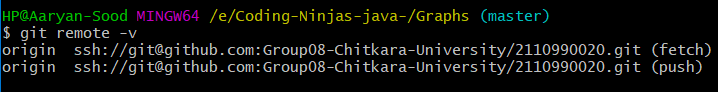 HP@Aaryan-Sood MINGW64 /e/Coding-Ninjas-java-/Graphs (master)
$ git remote -v
origin  ssh://git@github.com:Group08-Chitkara-University/2110990020.git (fetch)
origin  ssh://git@github.com:Group08-Chitkara-University/2110990020.git (push)